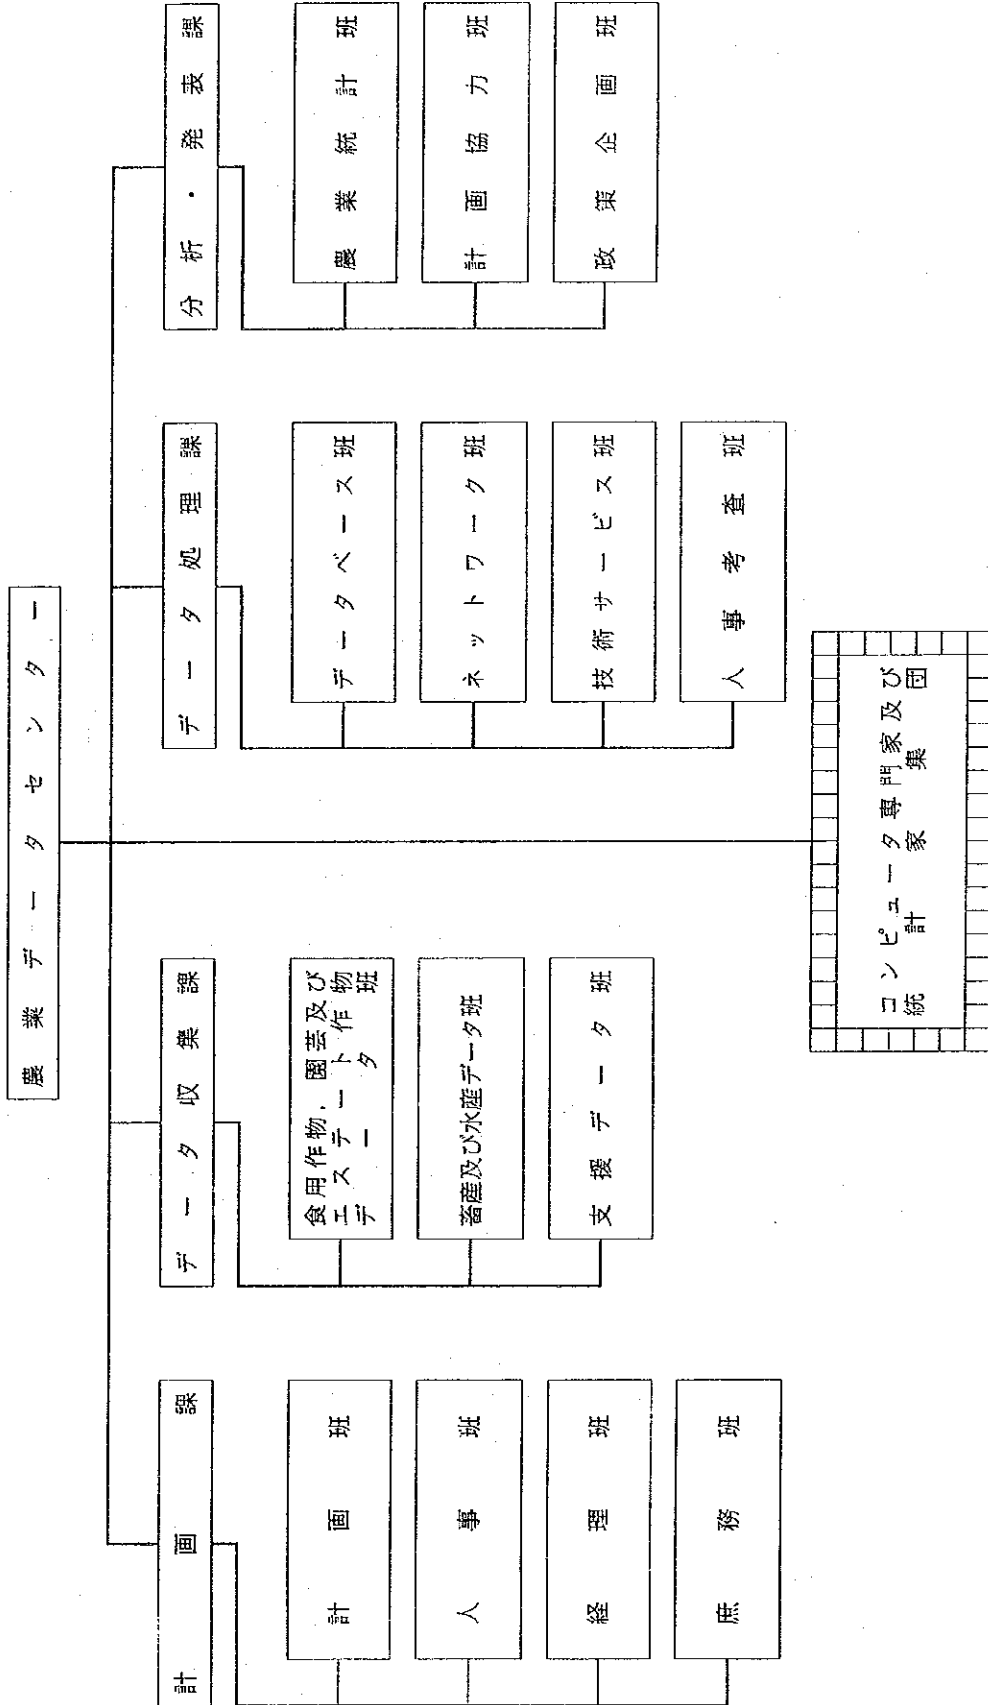 農業データセンター
計画課
計画班
人事班
経理班
庶務班
データ収集課
食用作物、園芸及び
エステート作物
データ班
畜産及び水産データ班
支援データ班
データ処理課
データベース班
ネットワーク班
技術サービス班
人事考査班
分析・発表課
農業統計班
計画協力班
政策企画班
コンピュータ専門家及び
統計家集団